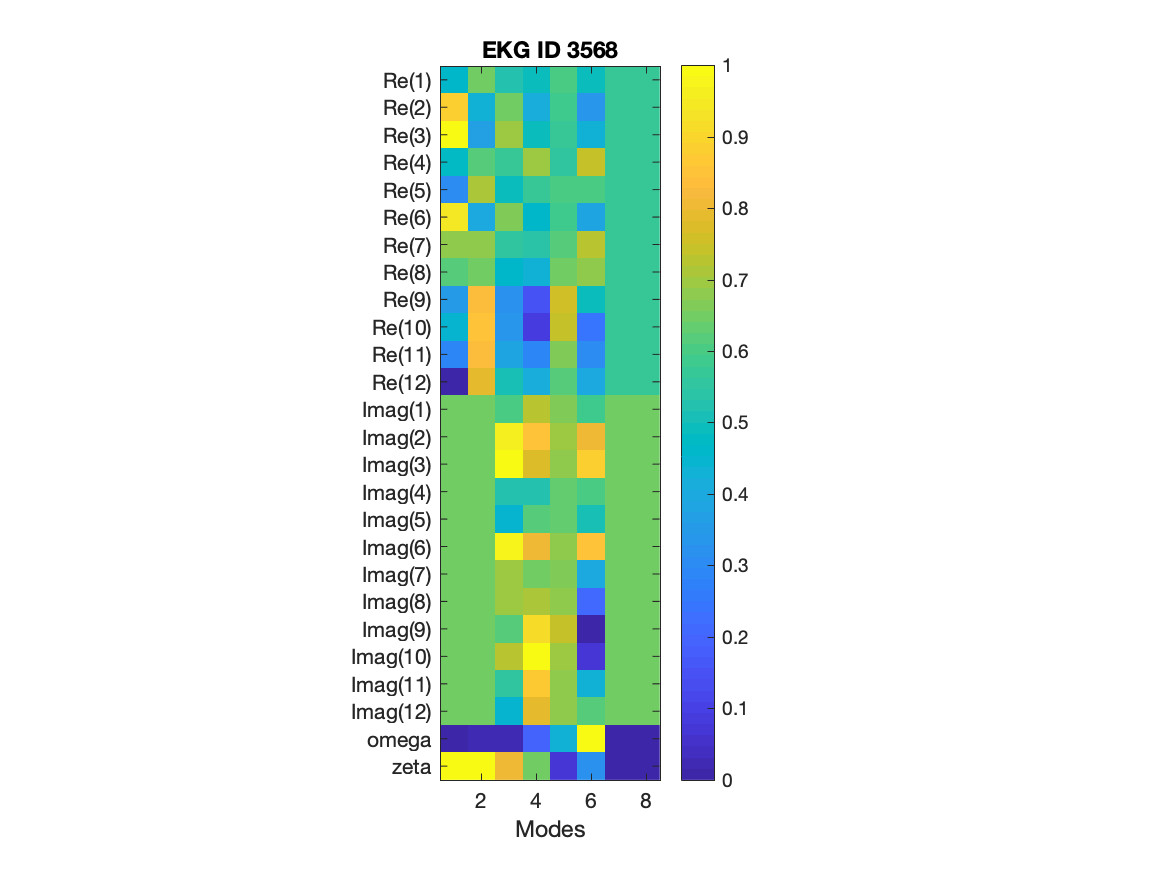 EKG ID 3568
Re(1)
Re(2)
Re(3)
Re(4)
Re(5)
Re(6)
Re(7)
Re(8)
Re(9)
Re(10)
Re(11)
Re(12)
Imag(1)
Imag(2)
Imag(3)
Imag(4)
Imag(5)
Imag(6)
Imag(7)
Imag(8)
Imag(9)
Imag(10)
Imag(11)
Imag(12)
omega
zeta
2 4 6 8
Modes
1
0.9
0.8
0.7
0.6
0.5
0.4
0.3
0.2
0.1
0